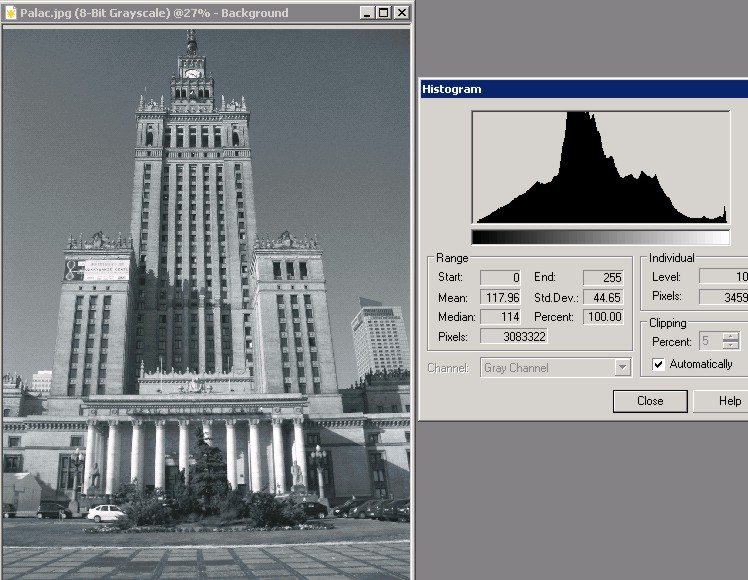 Palac.jpg (8-Bit Grayscale) @27% - Background
Histogram
Range
Start: 0 End: 255
Mean: 117.96 Std.Dev.: 44.65
Median: 114 Percent: 100.00
Pixels: 3083322
Individual
Level: 10
Pixels: 3459
Clipping
Percent: 5
Automatically
Channel: Gray Channel
Close Help